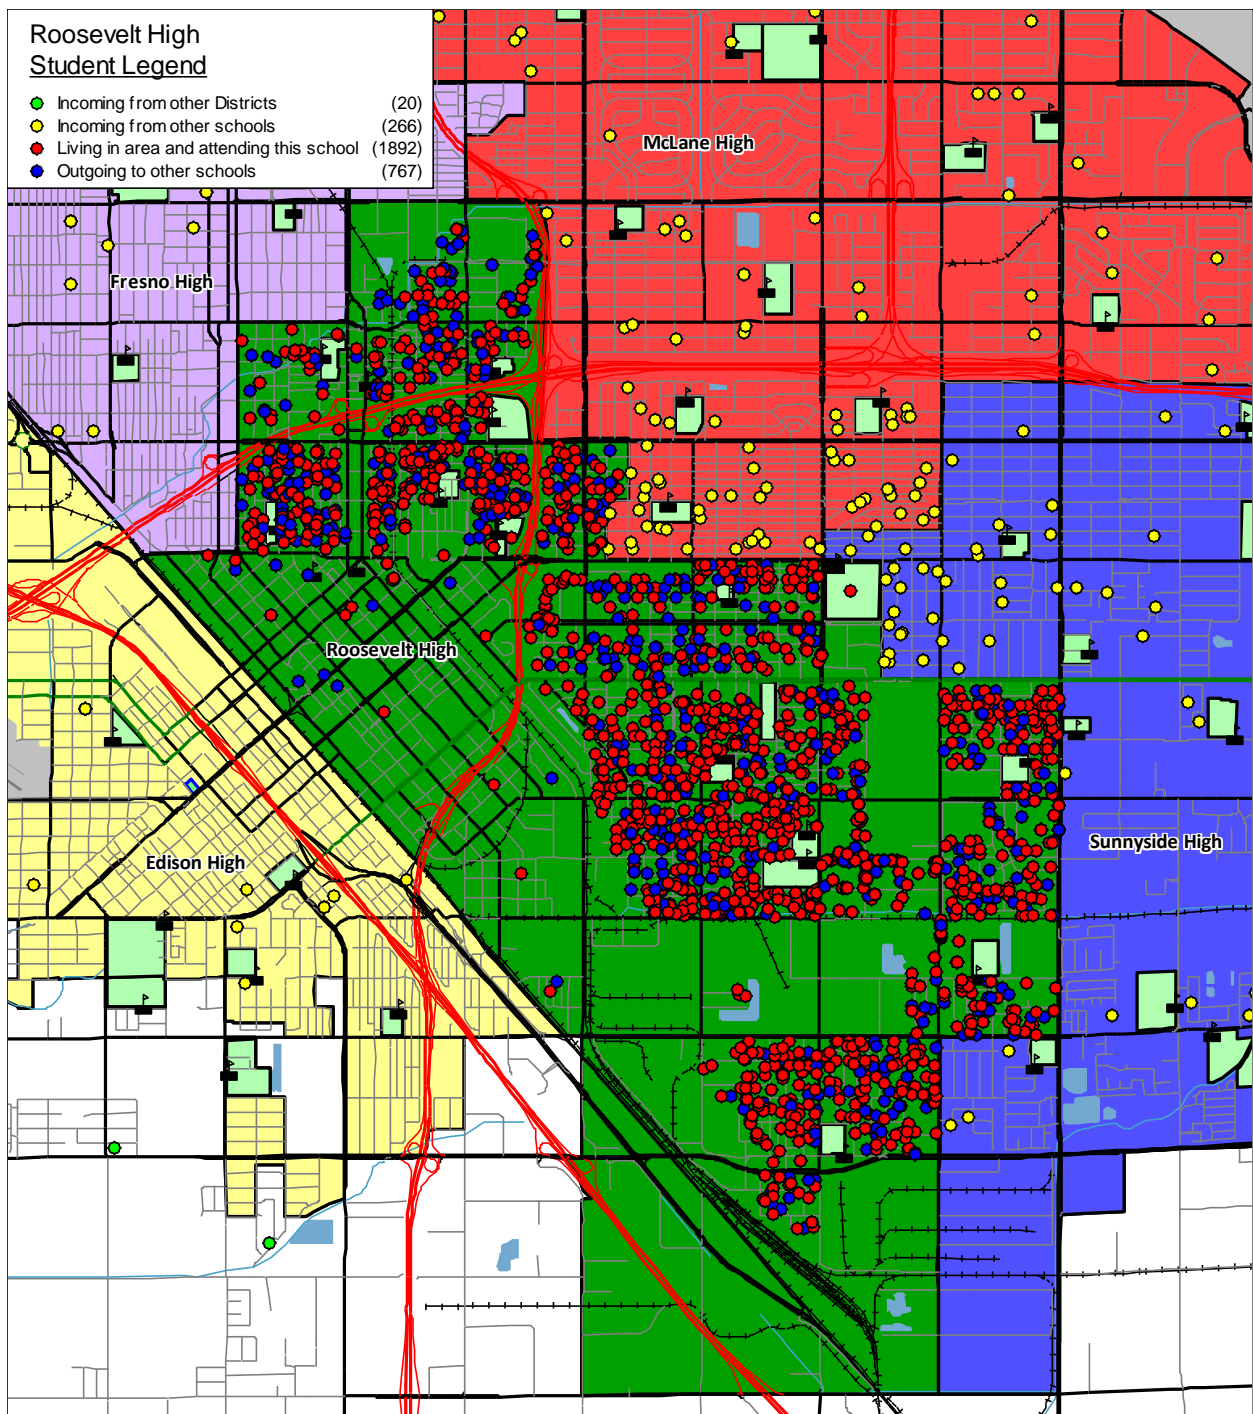 Roosevelt High
Student Legend
Incoming from other Districts (20)
Incoming from other schools (266)
Living in area and attending this school (1892)
Outgoing to other schools (767)
McLane High
Fresno High
Roosevelt High
Sunnyside High
Edison High